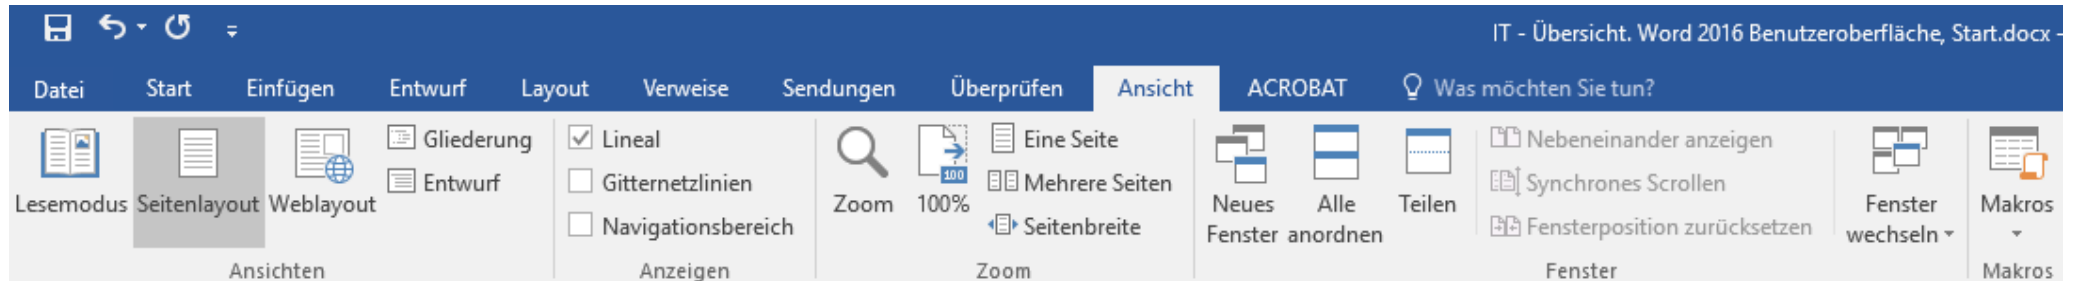 IT - Übersicht. Word 2016 Benutzeroberfläche, Start.docx -
Datei Start Einfügen Entwurf Layout Verweise Sendungen Überprüfen Ansicht ACROBAT Was möchten Sie tun?
Lesemodus
Seitenlayout
Weblayout
Gliederung
Entwurf
Ansichten
Lineal
Gitternetzlinien
Navigationsbereich
Anzeigen
Zoom
100
100%
Eine Seite
Mehrere Seiten
Seitenbreite
Zoom
Neues
Fenster
Alle
anordnen
Teilen
Nebeneinander anzeigen
Synchrones Scrollen
Fensterposition zurücksetzen
Fenster
wechseln
Fenster
Makros
Makros